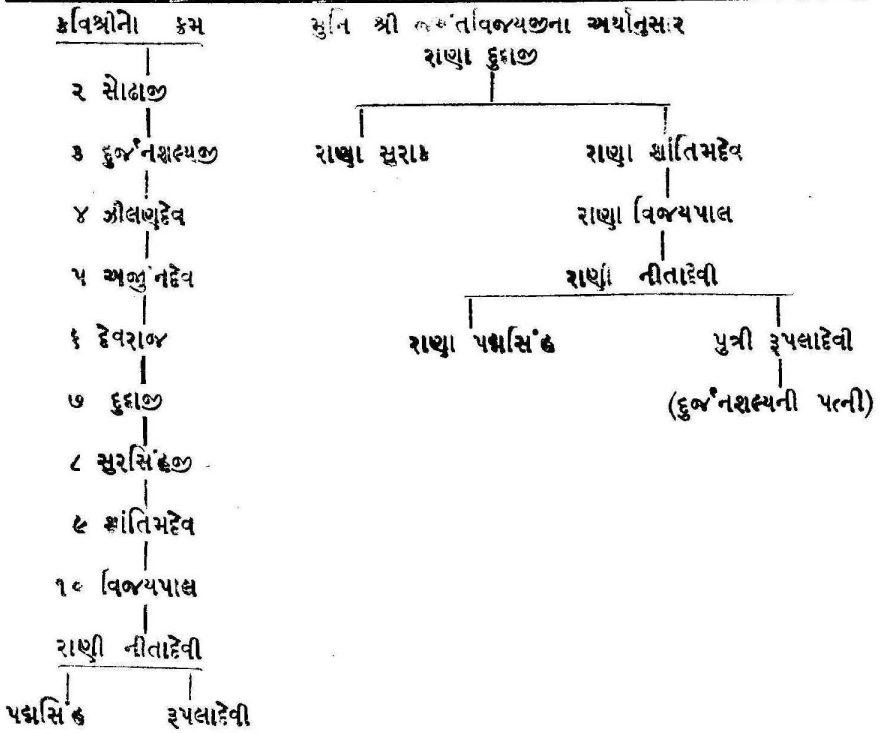 કવિશ્રીનો ક્રમ
૨ સોઢાજી
૩ દુર્જનશલ્યજી
૪ ઝીલણદેવ
૫ અર્જુનદેવ
૬ દેવરાજ
૭ દુદાજી
૮ સુરસિંહજી
૯ શાંતિમદેવ
૧૦ વિજયપાલ
રાણી નીતાદેવી
પદ્મસિંહ રૂપલાદેવી
મુનિ શ્રી જયંતવિજયજીના અર્થાનુસાર
રાણા દુદાજી
રાણા સુરાક રાણા શાંતિમદેવ
રાણા વિજયપાલ
રાણી નીતાદેવી
રાણા પદ્મસિંહ પુત્રી રૂપલાદેવી
(દુર્જનશલ્યની પત્ની)